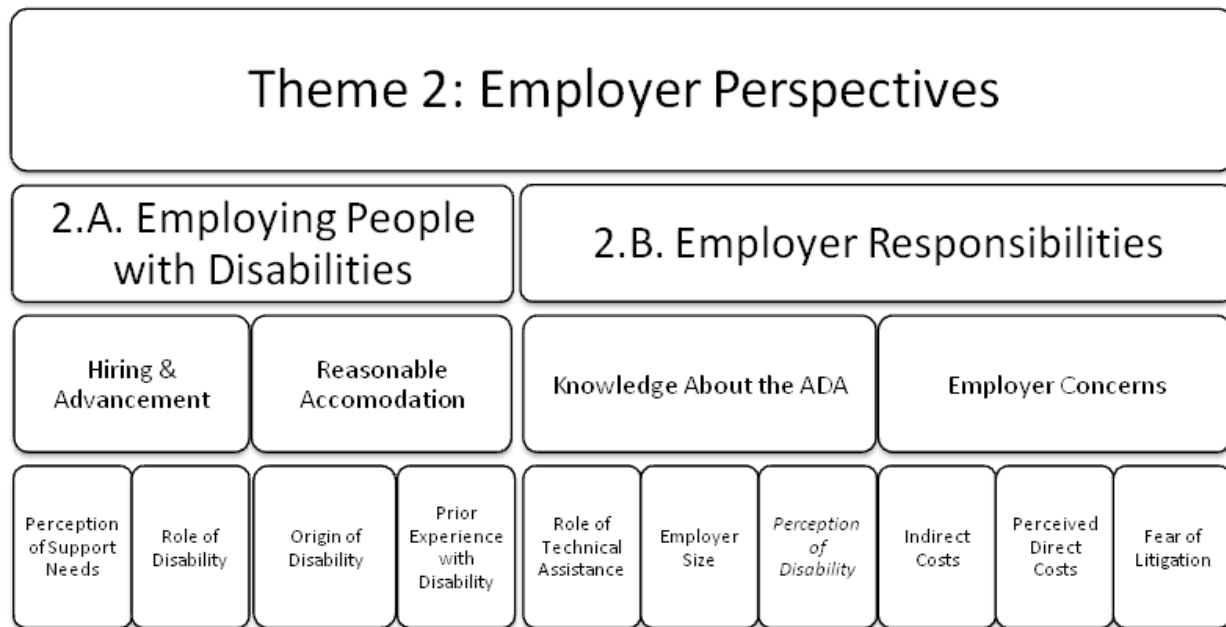 Theme 2: Employer Perspectives
2.A. Employing People
with Disabilities
2.B. Employer Responsibilities
Hiring &
Advancement
Reasonable
Accomodation
Knowledge About the ADA
Employer Concerns
Perception
of Support
Needs
Role of
Disability
Origin of
Disability
Prior
Experience
with
Disability
Role of
Technical
Assistance
Employer
Size
Perception
of
Disability
Indirect
Costs
Perceived
Direct
Costs
Fear of
Litigation